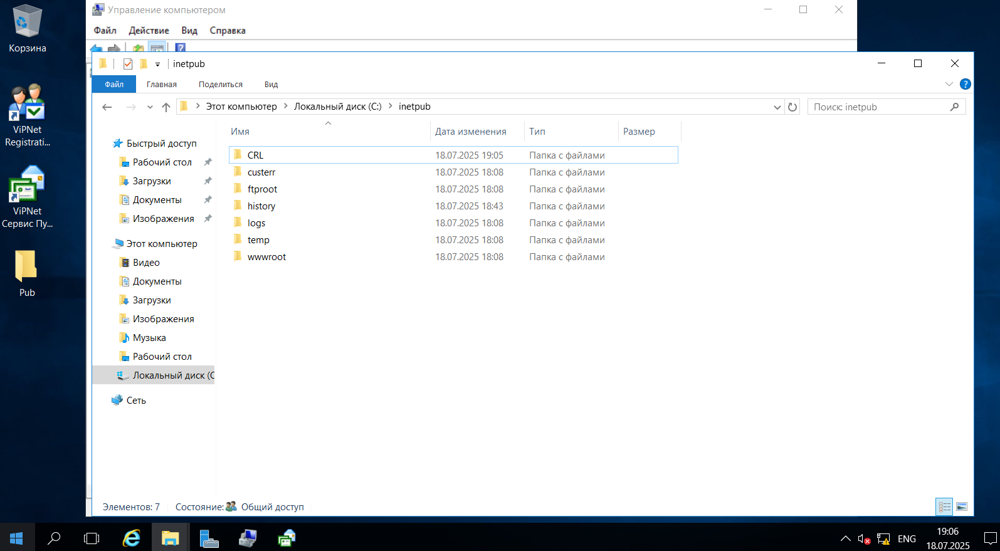 Корзина
ViPNet
Registrati...
ViPNet
Сервис Пу...
Pub
Управление компьютером
Файл Действие Вид Справка
inetpub
Файл Главная Поделиться Вид
Этот компьютер Локальный диск (C:) inetpub
Поиск: inetpub
Быстрый доступ
Рабочий стол
Загрузки
Документы
Изображения
Этот компьютер
Видео
Документы
Загрузки
Изображения
Музыка
Рабочий стол
Локальный диск (C
Сеть
Имя Дата изменения Тип Размер
CRL 18.07.2025 19:05 Папка с файлами
custerr 18.07.2025 18:08 Папка с файлами
ftproot 18.07.2025 18:08 Папка с файлами
history 18.07.2025 18:43 Папка с файлами
logs 18.07.2025 18:08 Папка с файлами
temp 18.07.2025 18:08 Папка с файлами
wwwroot 18.07.2025 18:08 Папка с файлами
Элементов: 7 Состояние: Общий доступ
ENG
19:06
18.07.2025